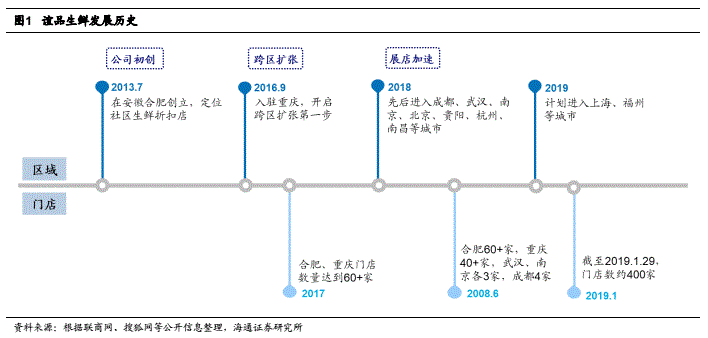 图1 谊品生鲜发展历史
公司初创
跨区扩张
展店加速
2013.7
在安徽合肥创立，定位
社区生鲜折扣店
2016.9
入驻重庆，开启
跨区扩张第一步
2018
先后进入成都、武汉、南
京、北京、贵阳、杭州、
南昌等城市
2019
计划进入上海、福州
等城市
区域
门店
合肥、重庆门店
数量达到60+家
2017
合肥60+家，重庆
40+家，武汉、南
京各3家，成都4家
2008.6
截至2019.1.29，
门店数约400家
2019.1
资料来源：根据联商网、搜狐网等公开信息整理，海通证券研究所